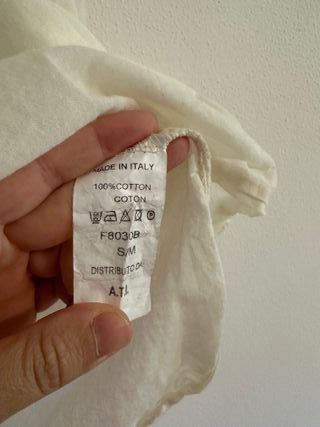 MADE IN ITALY
100%COTTON
COTON
F8030B
S/M
DISTRIBUTO DA:
A.T.